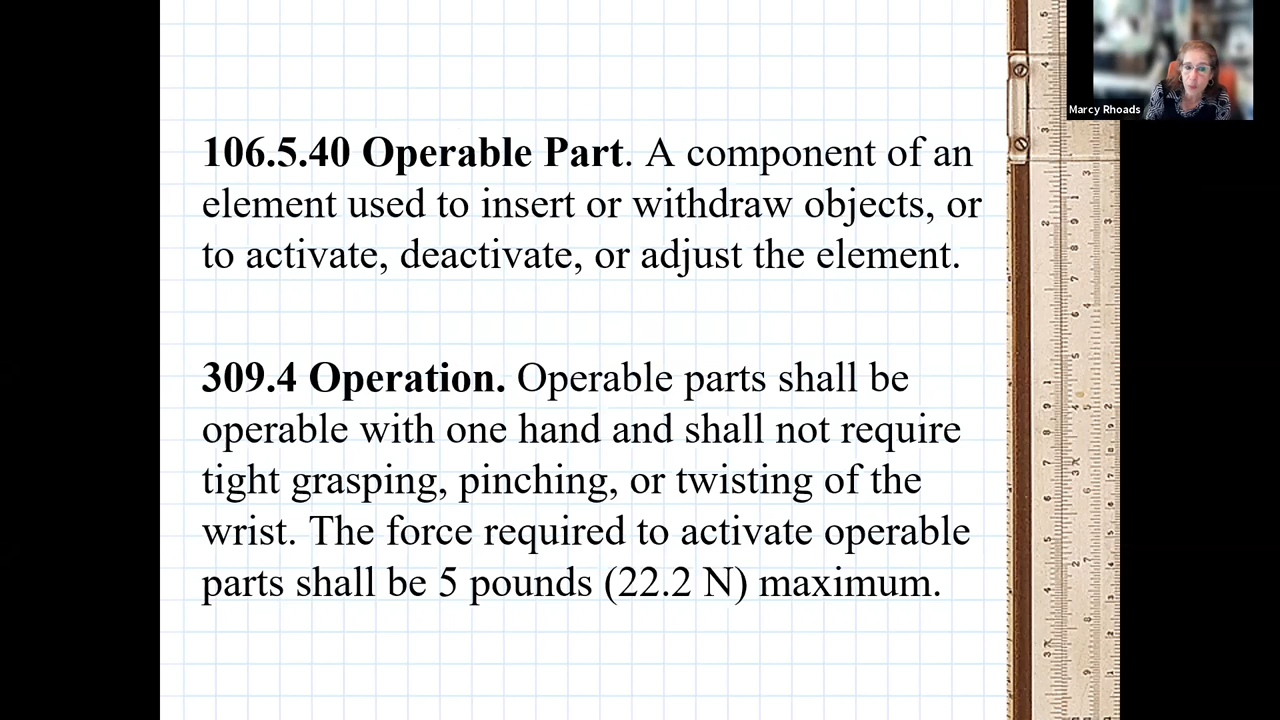 106.5.40 Operable Part. A component of an
element used to insert or withdraw objects, or
to activate, deactivate, or adjust the element.
309.4 Operation. Operable parts shall be
operable with one hand and shall not require
tight grasping, pinching, or twisting of the
wrist. The force required to activate operable
parts shall be 5 pounds (22.2 N) maximum.
Marcy Rhoads